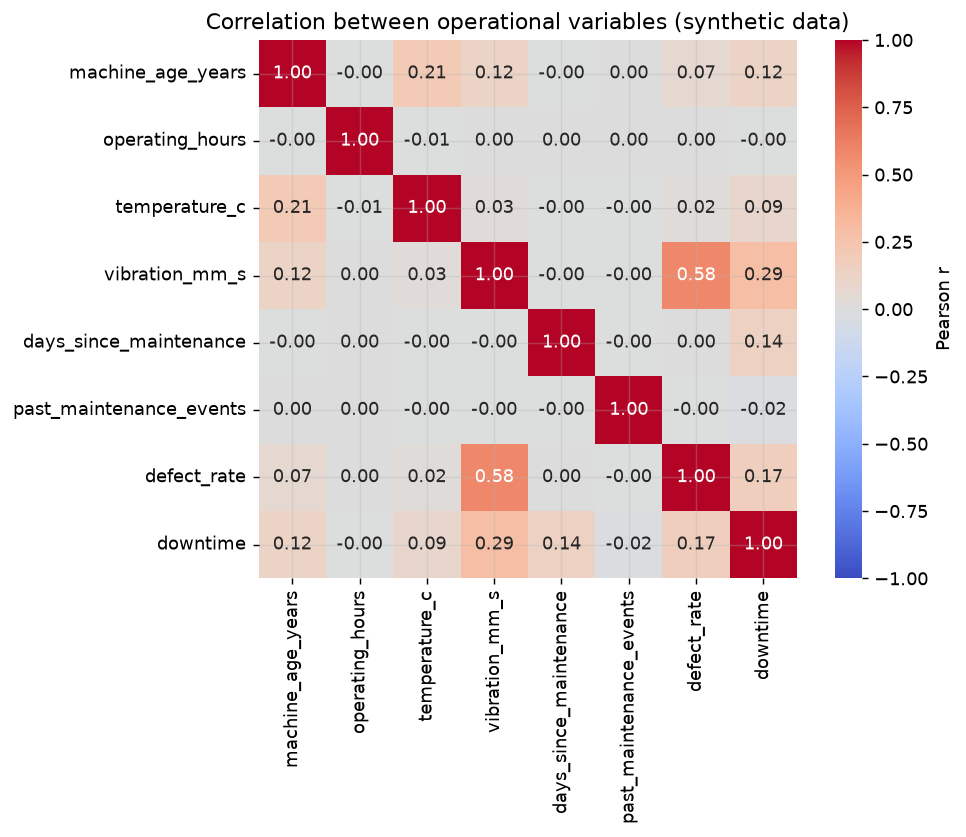 Correlation between operational variables (synthetic data)
machine_age_years 1.00 -0.00 0.21 0.12 -0.00 0.00 0.07 0.12
operating_hours -0.00 1.00 -0.01 0.00 0.00 0.00 0.00 -0.00
temperature_c 0.21 -0.01 1.00 0.03 -0.00 -0.00 0.02 0.09
vibration_mm_s 0.12 0.00 0.03 1.00 -0.00 -0.00 0.58 0.29
days_since_maintenance -0.00 0.00 -0.00 -0.00 1.00 -0.00 0.00 0.14
past_maintenance_events 0.00 0.00 -0.00 -0.00 -0.00 1.00 -0.00 -0.02
defect_rate 0.07 0.00 0.02 0.58 0.00 -0.00 1.00 0.17
downtime 0.12 -0.00 0.09 0.29 0.14 -0.02 0.17 1.00
machine_age_years
operating_hours
temperature_c
vibration_mm_s
days_since_maintenance
past_maintenance_events
defect_rate
downtime
1.00
0.75
0.50
0.25
0.00
−0.25
−0.50
−0.75
−1.00
Pearson r